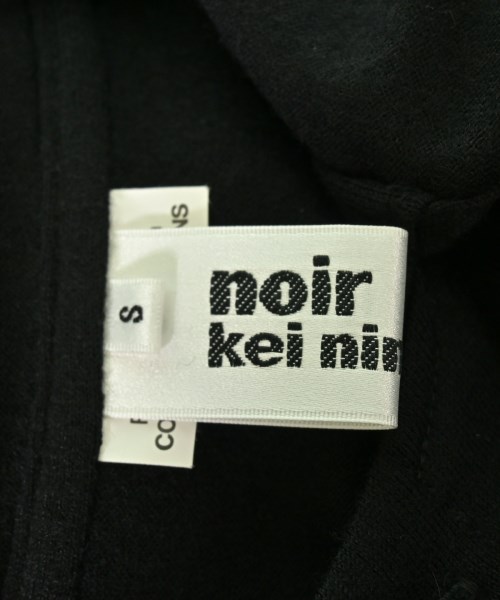 noir
kei nin
S